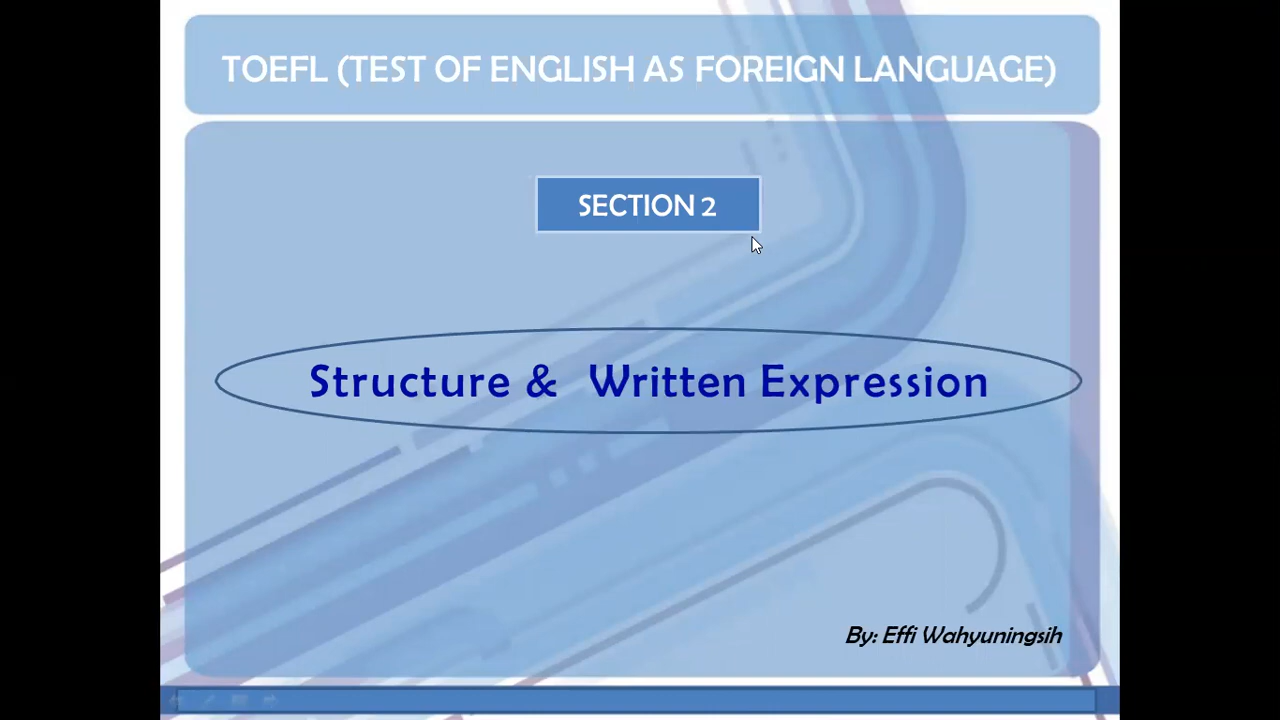 TOEFL (TEST OF ENGLISH AS FOREIGN LANGUAGE)
SECTION 2
Structure & Written Expression
By: Effi Wahyuningsih